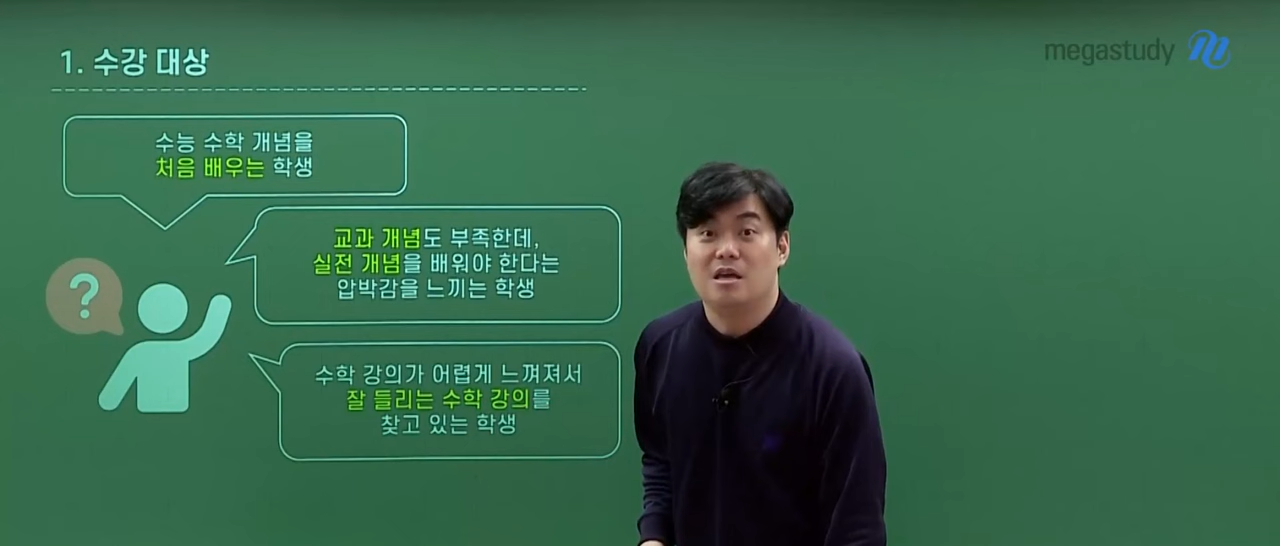 1. 수강 대상
megastudy
수능 수학 개념을
처음 배우는 학생
교과 개념도 부족한데,
실전 개념을 배워야 한다는
압박감을 느끼는 학생
?
수학 강의가 어렵게 느껴져서
잘 들리는 수학 강의를
찾고 있는 학생